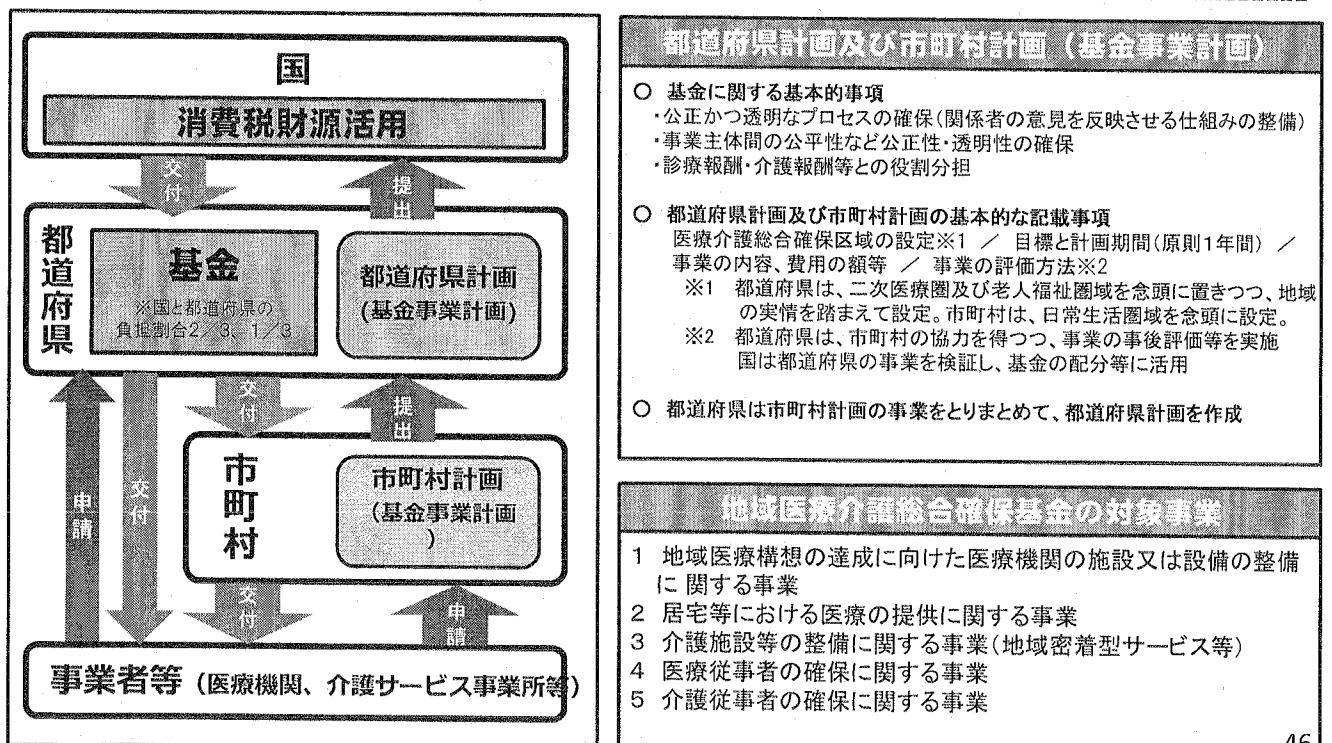 国
消費税財源活用
交付
提出
都道府県
基金
※国と都道府県の
負担割合2/3、1/3
都道府県計画
(基金事業計画)
交付
提出
申請
交付
市町村
市町村計画
(基金事業計画
)
交付
申請
事業者等(医療機関、介護サービス事業所等)
都道府県計画及び市町村計画(基金事業計画)
○ 基金に関する基本的事項
・公正かつ透明なプロセスの確保(関係者の意見を反映させる仕組みの整備)
・事業主体間の公平性など公正性・透明性の確保
・診療報酬・介護報酬等との役割分担
○ 都道府県計画及び市町村計画の基本的な記載事項
医療介護総合確保区域の設定※1 / 目標と計画期間(原則1年間) /
事業の内容、費用の額等 / 事業の評価方法※2
※1 都道府県は、二次医療圏及び老人福祉圏域を念頭に置きつつ、地域
の実情を踏まえて設定。市町村は、日常生活圏域を念頭に設定。
※2 都道府県は、市町村の協力を得つつ、事業の事後評価等を実施
国は都道府県の事業を検証し、基金の配分等に活用
○ 都道府県は市町村計画の事業をとりまとめて、都道府県計画を作成
地域医療介護総合確保基金の対象事業
1 地域医療構想の達成に向けた医療機関の施設又は設備の整備
に 関する事業
2 居宅等における医療の提供に関する事業
3 介護施設等の整備に関する事業(地域密着型サービス等)
4 医療従事者の確保に関する事業
5 介護従事者の確保に関する事業
46